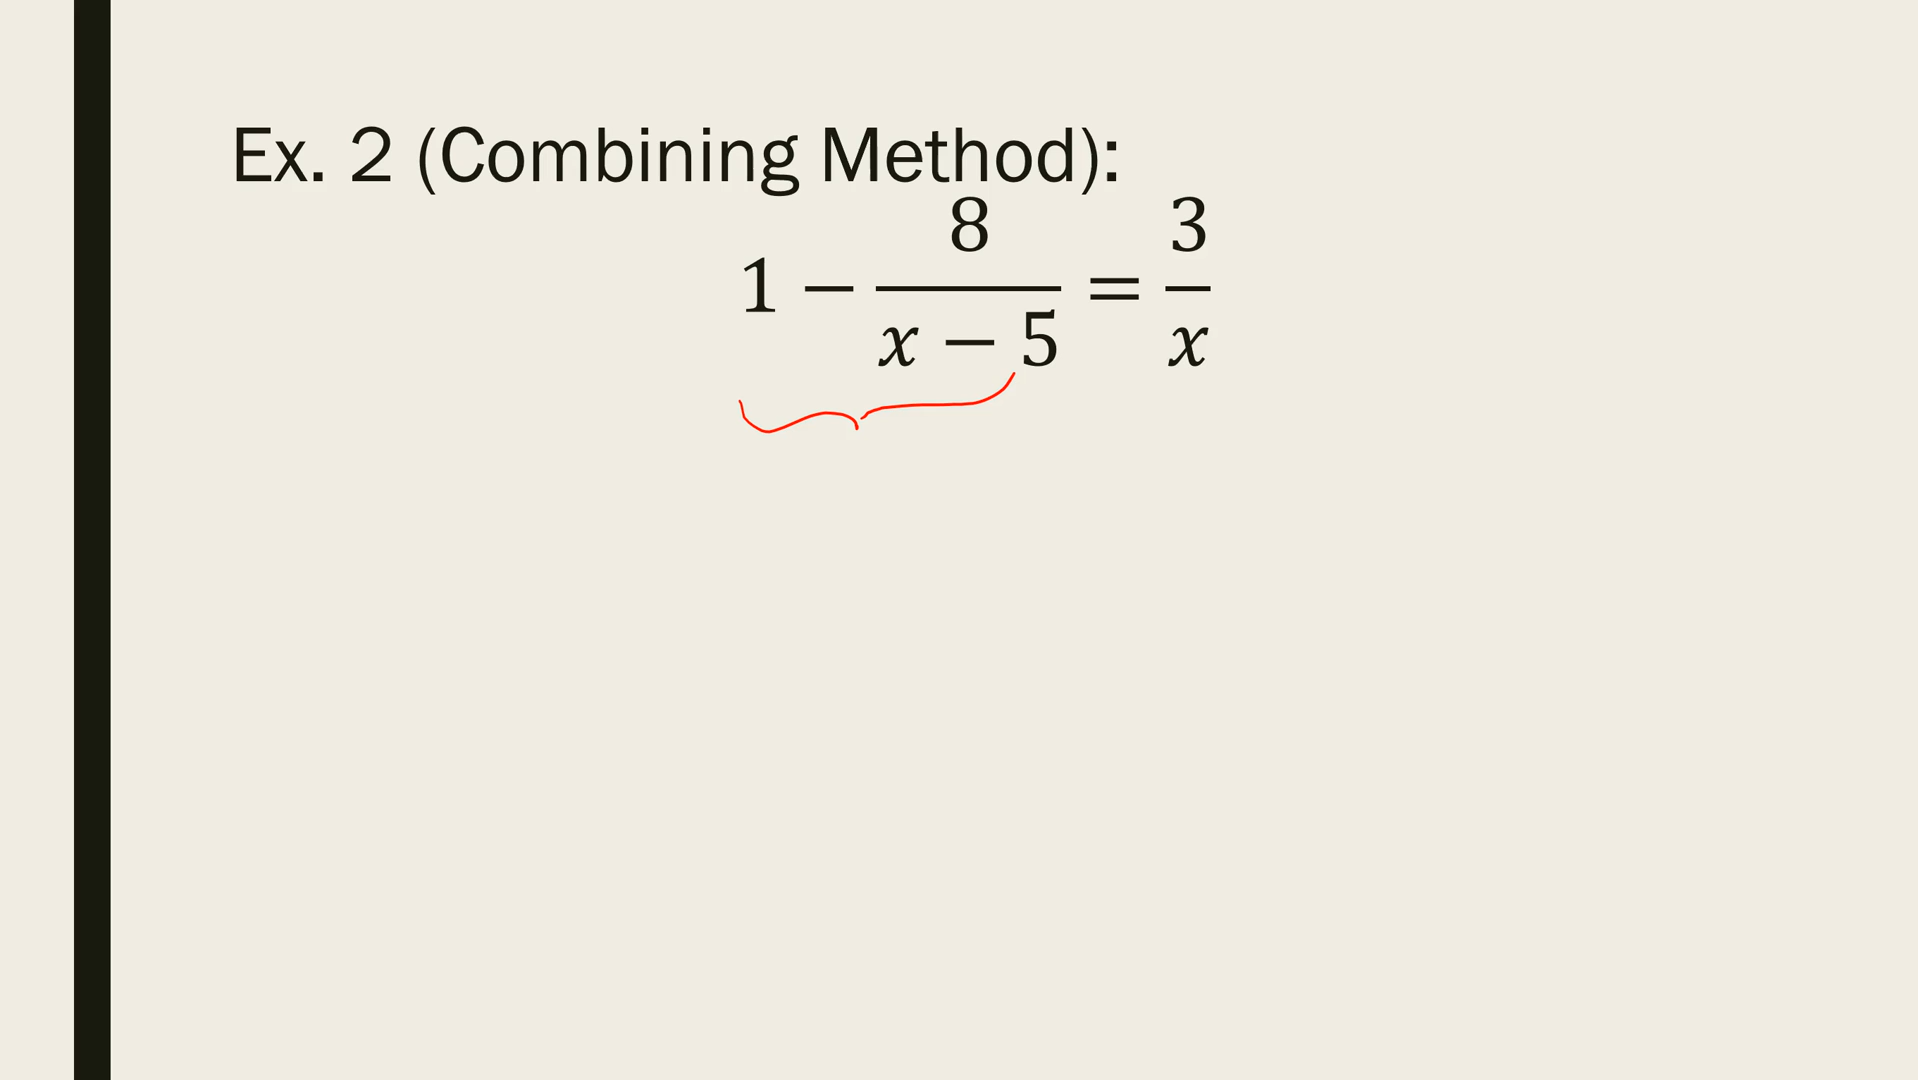 Ex. 2 (Combining Method):
1 − 8/(x − 5) = 3/x